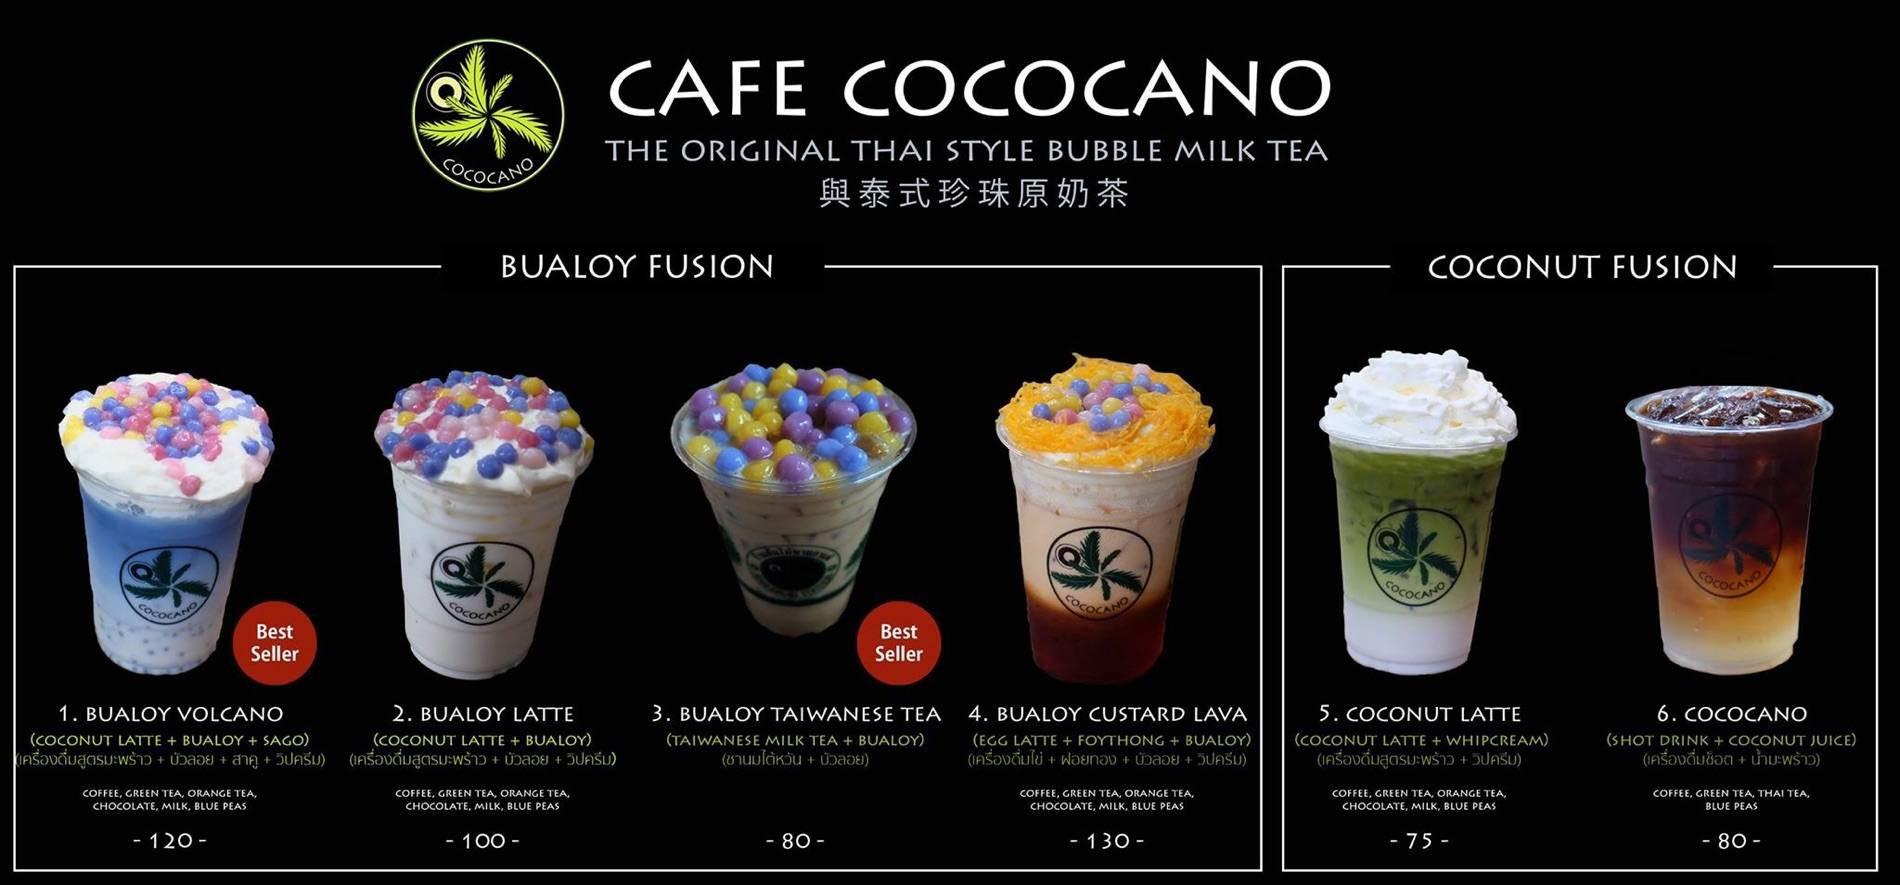 CAFE COCOCANO
THE ORIGINAL THAI STYLE BUBBLE MILK TEA
與泰式珍珠原奶茶
Q
COCOCANO
BUALOY FUSION
COCONUT FUSION
COCOCANO
Best
Seller
1. BUALOY VOLCANO
(COCONUT LATTE + BUALOY + SAGO)
(เครื่องดื่มสูตรมะพร้าว + บัวลอย + สาคู + วิปครีม)
COFFEE, GREEN TEA, ORANGE TEA,
CHOCOLATE, MILK, BLUE PEAS
- 120 -
COCOCANO
2. BUALOY LATTE
(COCONUT LATTE + BUALOY)
(เครื่องดื่มสูตรมะพร้าว + บัวลอย + วิปครีม)
COFFEE, GREEN TEA, ORANGE TEA,
CHOCOLATE, MILK, BLUE PEAS
- 100 -
Best
Seller
3. BUALOY TAIWANESE TEA
(TAIWANESE MILK TEA + BUALOY)
(ชานมไต้หวัน + บัวลอย)
- 80 -
COCOCANO
4. BUALOY CUSTARD LAVA
(EGG LATTE + FOYTHONG + BUALOY)
(เครื่องดื่มไข่ + ฝอยทอง + บัวลอย + วิปครีม)
COFFEE, GREEN TEA, ORANGE TEA,
CHOCOLATE, MILK, BLUE PEAS
- 130 -
COCOCANO
5. COCONUT LATTE
(COCONUT LATTE + WHIPCREAM)
(เครื่องดื่มสูตรมะพร้าว + วิปครีม)
COFFEE, GREEN TEA, ORANGE TEA,
CHOCOLATE, MILK, BLUE PEAS
- 75 -
COCOCANO
6. COCOCANO
(SHOT DRINK + COCONUT JUICE)
(เครื่องดื่มช็อต + น้ำมะพร้าว)
COFFEE, GREEN TEA, THAI TEA,
BLUE PEAS
- 80 -